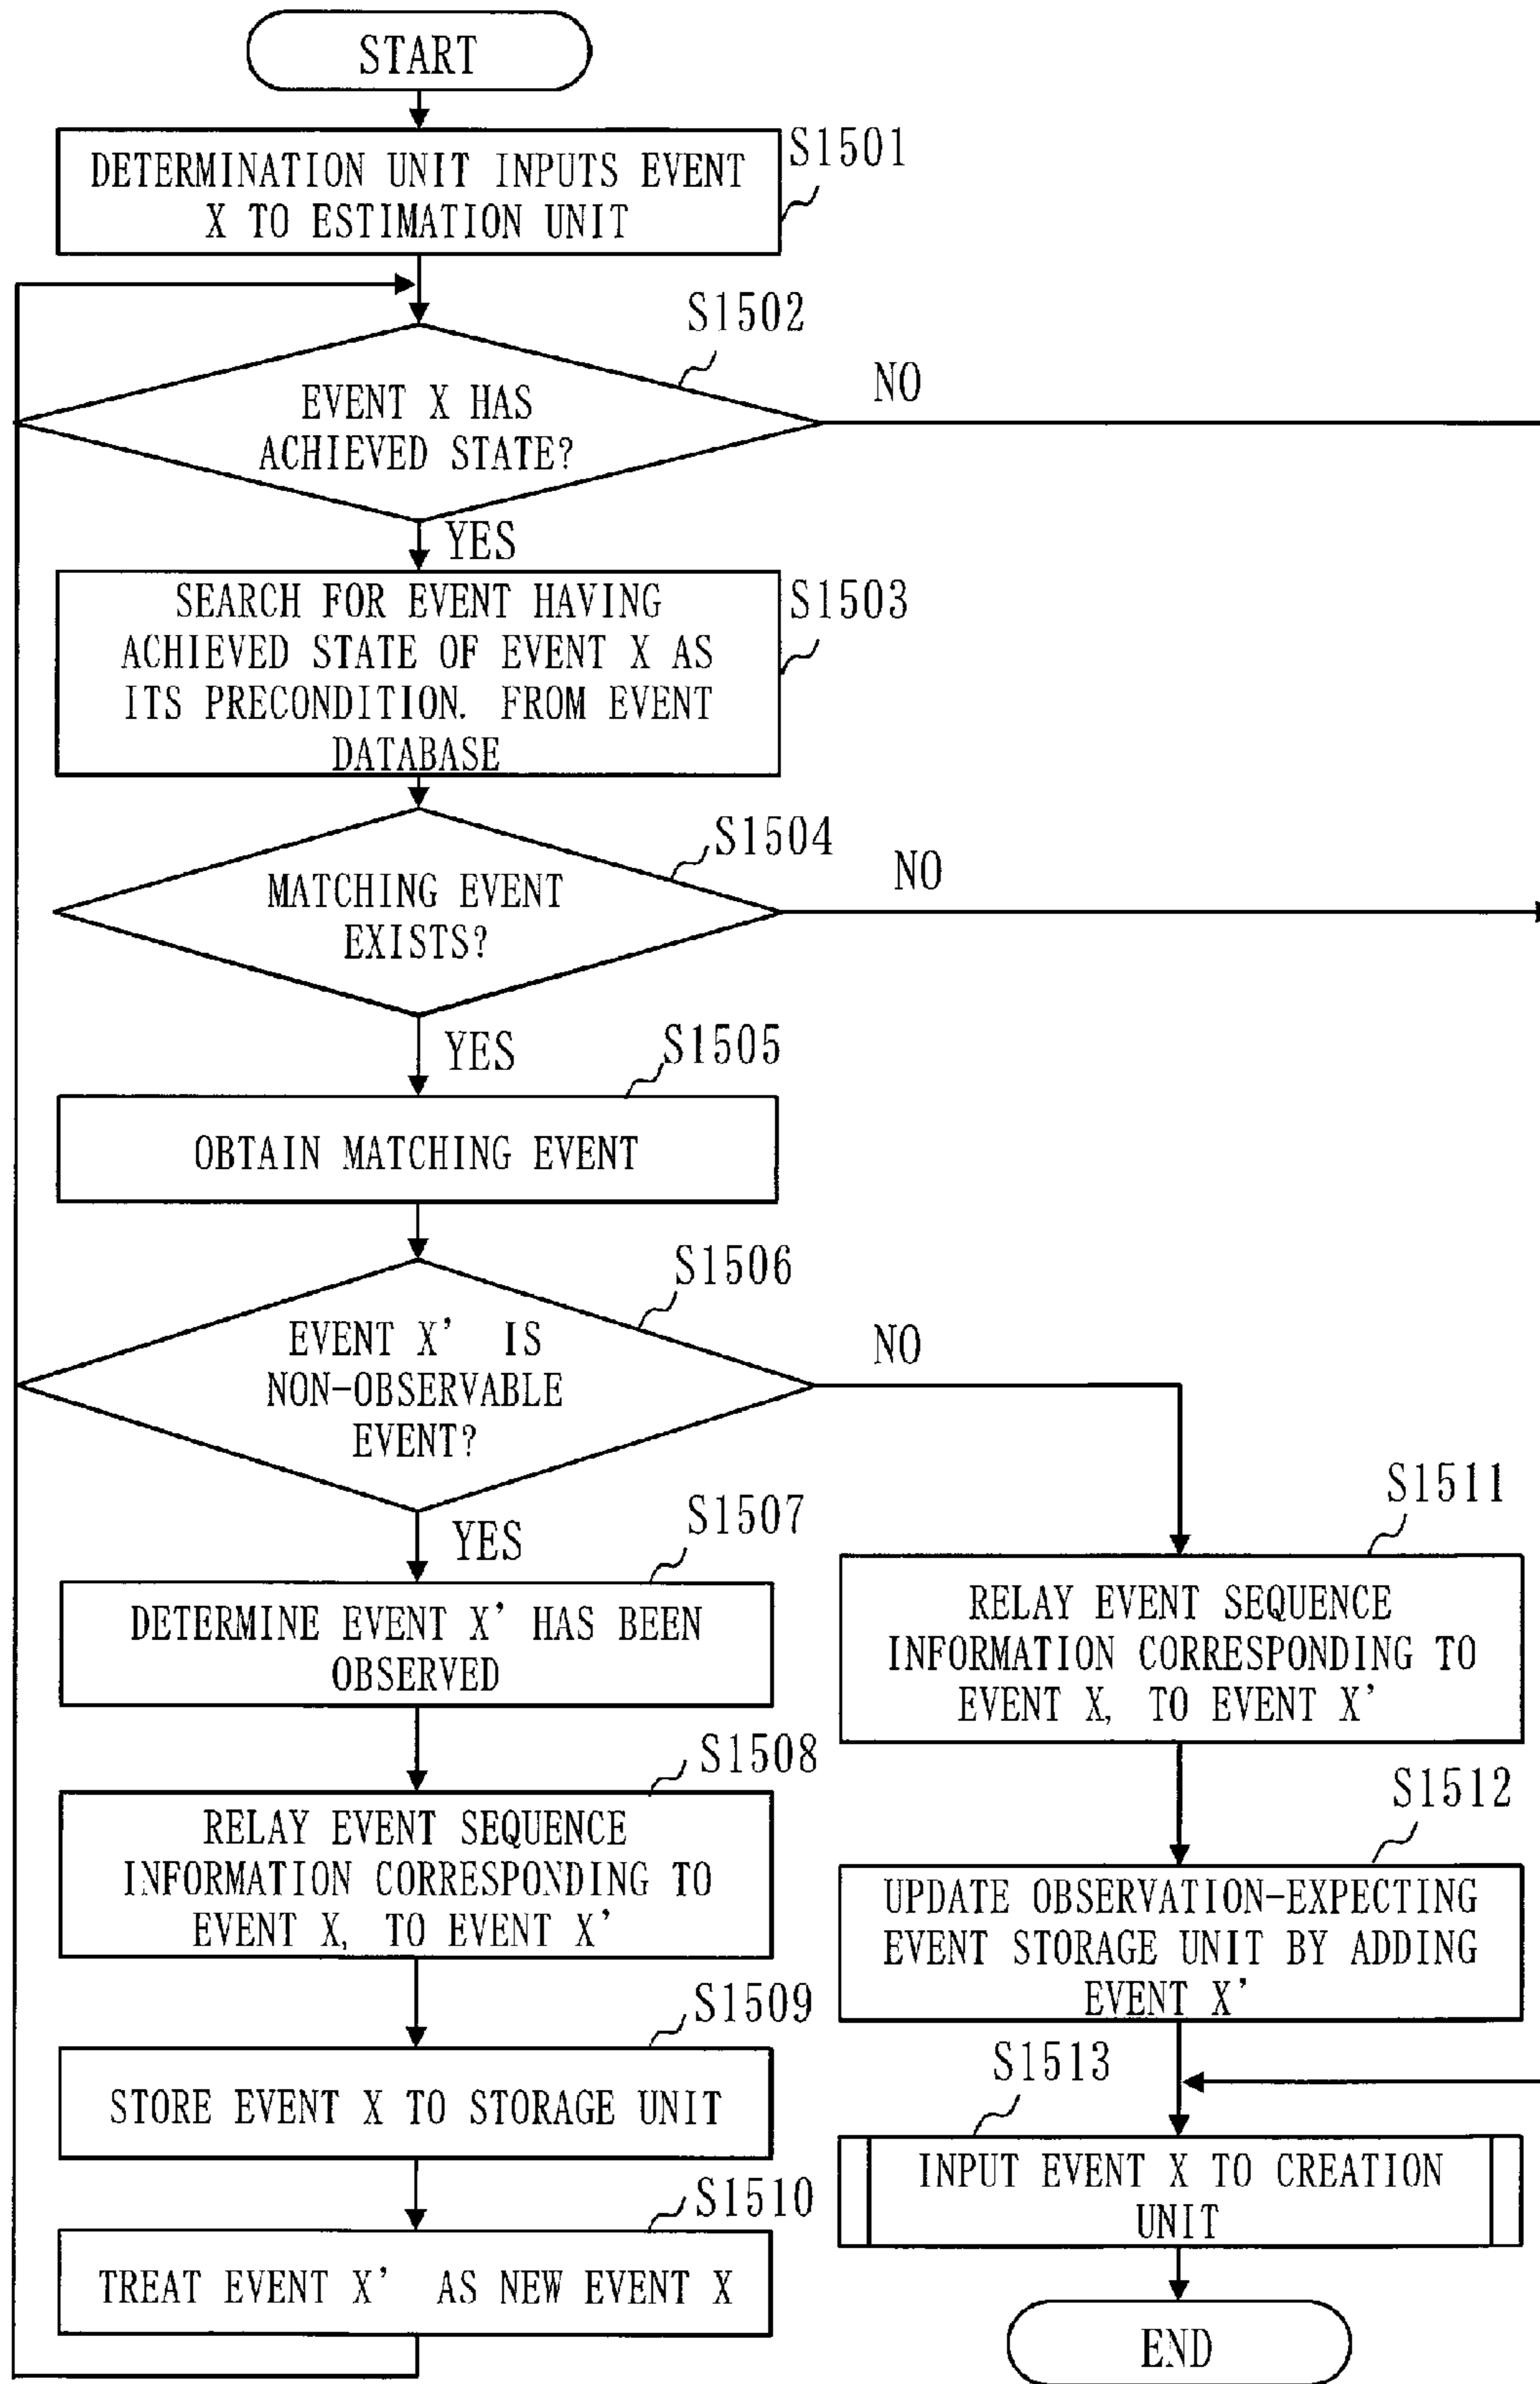 START
DETERMINATION UNIT INPUTS EVENT
X TO ESTIMATION UNIT
S1501
S1502
EVENT X HAS
ACHIEVED STATE?
NO
YES
SEARCH FOR EVENT HAVING
ACHIEVED STATE OF EVENT X AS
ITS PRECONDITION. FROM EVENT
DATABASE
S1503
S1504
MATCHING EVENT
EXISTS?
NO
YES
S1505
OBTAIN MATCHING EVENT
S1506
EVENT X' IS
NON-OBSERVABLE
EVENT?
NO
YES
S1507
DETERMINE EVENT X' HAS BEEN
OBSERVED
S1508
RELAY EVENT SEQUENCE
INFORMATION CORRESPONDING TO
EVENT X, TO EVENT X'
S1509
STORE EVENT X TO STORAGE UNIT
S1510
TREAT EVENT X' AS NEW EVENT X
S1511
RELAY EVENT SEQUENCE
INFORMATION CORRESPONDING TO
EVENT X, TO EVENT X'
S1512
UPDATE OBSERVATION-EXPECTING
EVENT STORAGE UNIT BY ADDING
EVENT X'
S1513
INPUT EVENT X TO CREATION
UNIT
END